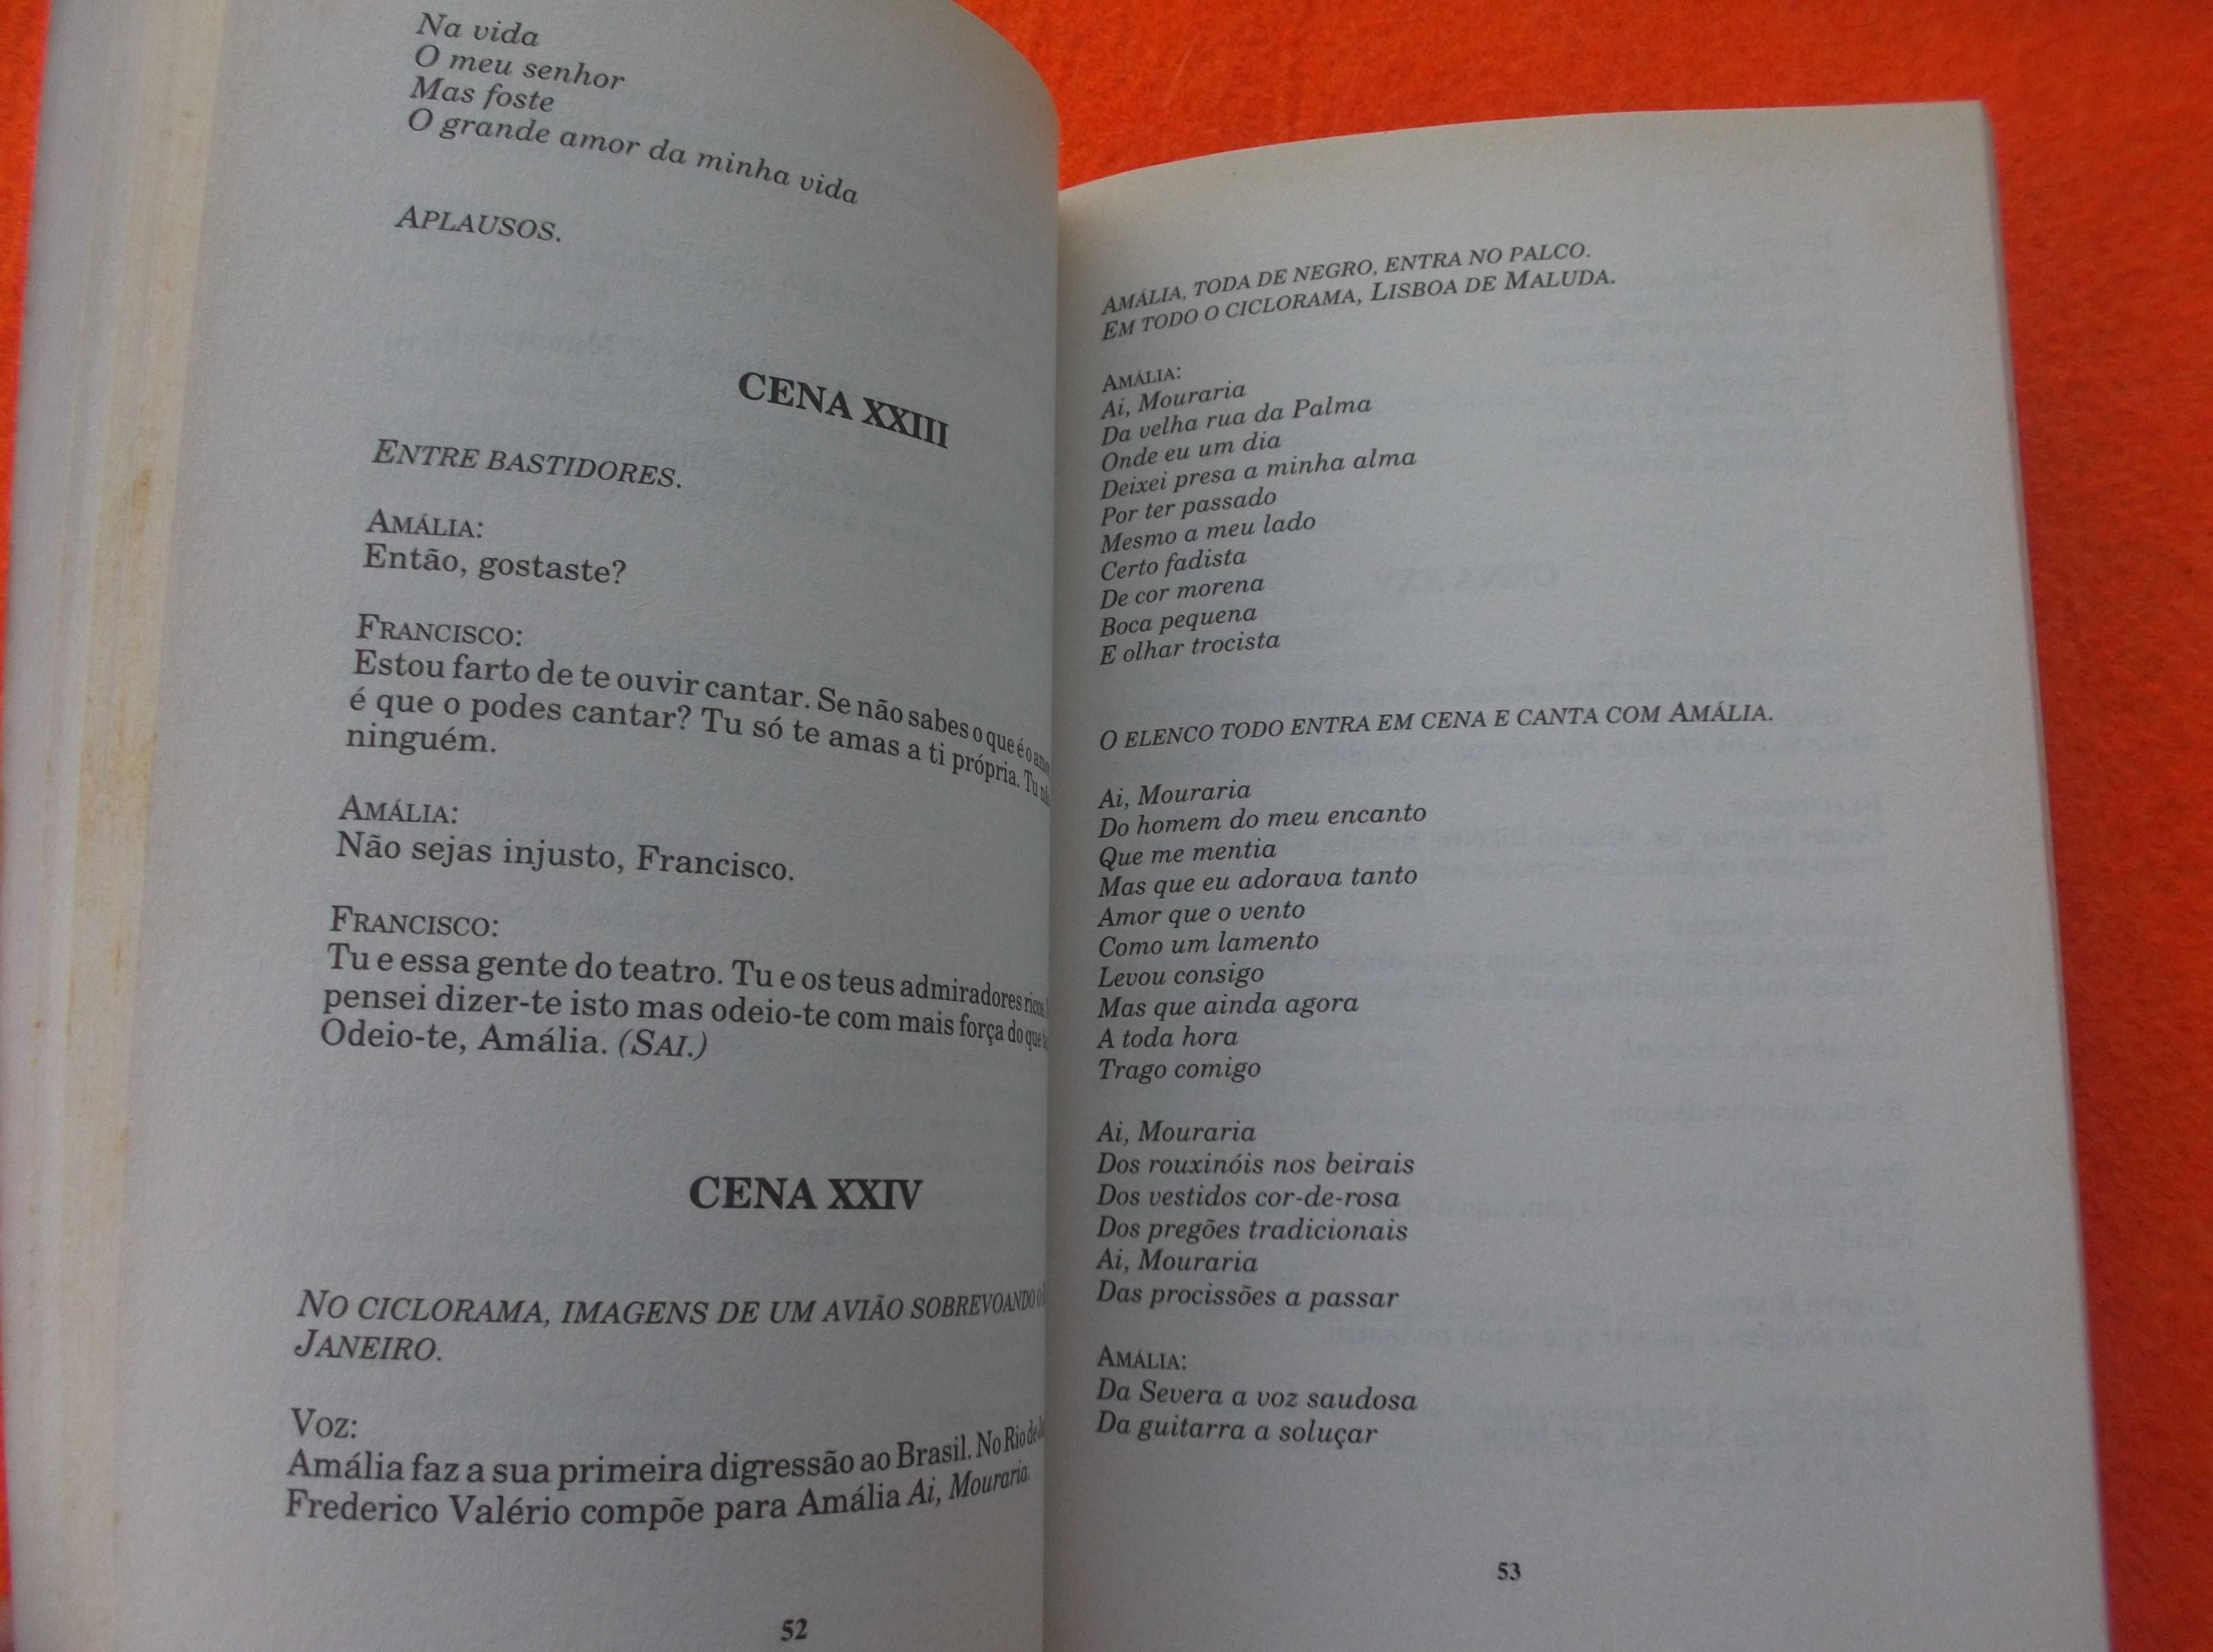 Na vida
O meu senhor
Mas foste
O grande amor da minha vida
APLAUSOS.
CENA XXIII
ENTRE BASTIDORES.
AMÁLIA:
Então, gostaste?
FRANCISCO:
Estou farto de te ouvir cantar. Se não sabes o que é o
é que o podes cantar? Tu só te amas a ti própria. Tu
ninguém.
AMÁLIA:
Não sejas injusto, Francisco.
FRANCISCO:
Tu e essa gente do teatro. Tu e os teus admiradores ricos.
pensei dizer-te isto mas odeio-te com mais força do que
Odeio-te, Amália. (SAI.)
CENA XXIV
NO CICLORAMA, IMAGENS DE UM AVIÃO SOBREVOANDO O
JANEIRO.
VOZ:
Amália faz a sua primeira digressão ao Brasil. No Rio de
Frederico Valério compõe para Amália Ai, Mouraria.
52
AMÁLIA, TODA DE NEGRO, ENTRA NO PALCO.
EM TODO O CICLORAMA, LISBOA DE MALUDA.
AMÁLIA:
Ai, Mouraria
Da velha rua da Palma
Onde eu um dia
Deixei presa a minha alma
Por ter passado
Mesmo a meu lado
Certo fadista
De cor morena
Boca pequena
E olhar trocista
O ELENCO TODO ENTRA EM CENA E CANTA COM AMÁLIA.
Ai, Mouraria
Do homem do meu encanto
Que me mentia
Mas que eu adorava tanto
Amor que o vento
Como um lamento
Levou consigo
Mas que ainda agora
A toda hora
Trago comigo
Ai, Mouraria
Dos rouxinóis nos beirais
Dos vestidos cor-de-rosa
Dos pregões tradicionais
Ai, Mouraria
Das procissões a passar
AMÁLIA:
Da Severa a voz saudosa
Da guitarra a soluçar
53